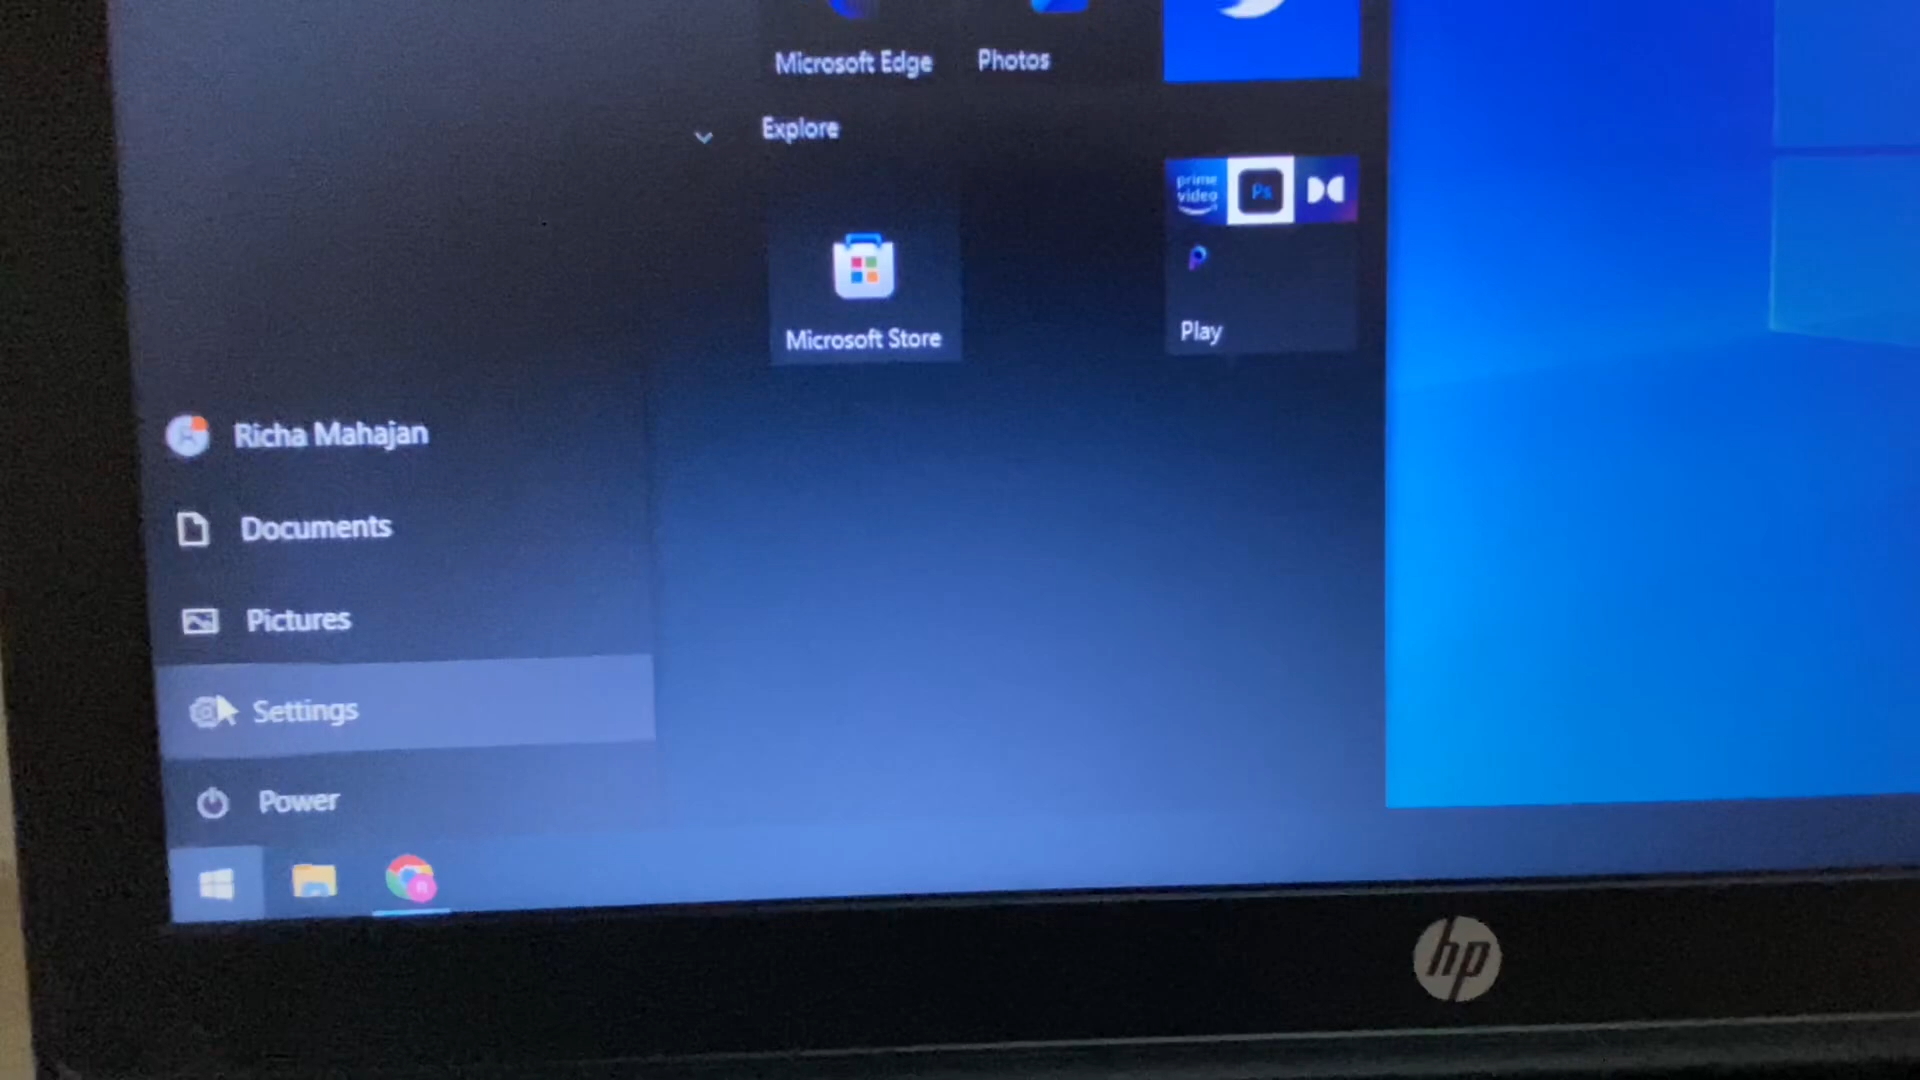 Microsoft Edge
Photos
Explore
prime
video
Ps
Microsoft Store
Play
Richa Mahajan
Documents
Pictures
Settings
Power
hp